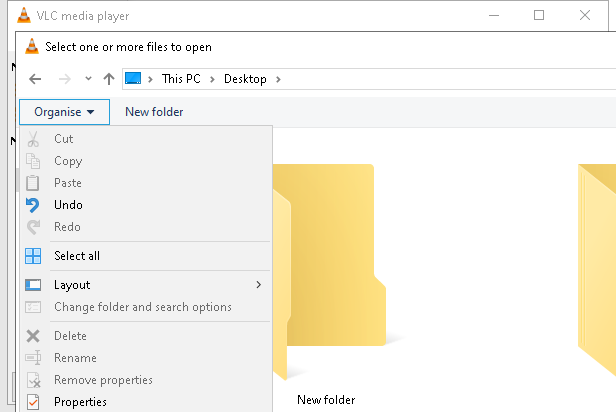 VLC media player
Select one or more files to open
This PC
Desktop
Organise
New folder
Cut
Copy
Paste
Undo
Redo
Select all
Layout
Change folder and search options
Delete
Rename
Remove properties
Properties
New folder